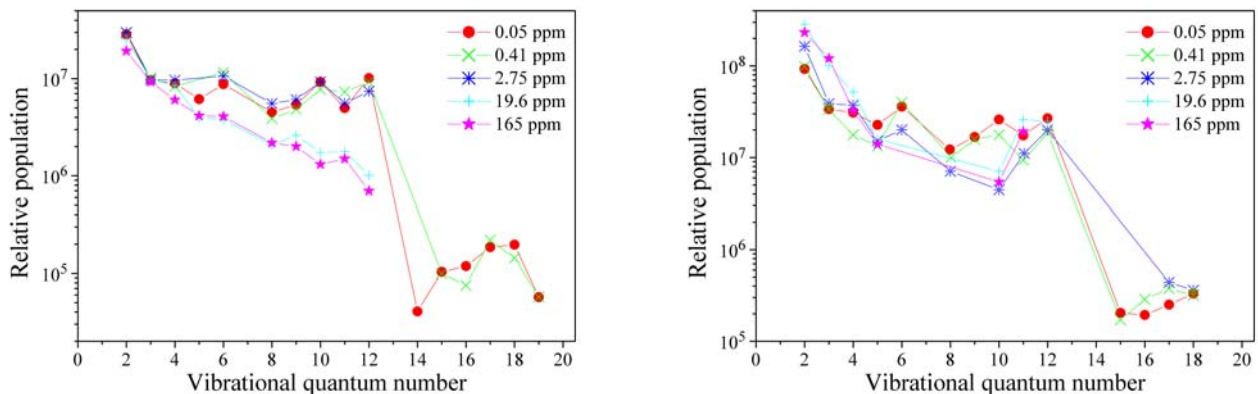 10^8
10^7
10^6
10^5
Relative population
0 2 4 6 8 10 12 14 16 18 20
Vibrational quantum number
0.05 ppm
0.41 ppm
2.75 ppm
19.6 ppm
165 ppm
10^8
10^7
10^6
10^5
Relative population
0 2 4 6 8 10 12 14 16 18 20
Vibrational quantum number
0.05 ppm
0.41 ppm
2.75 ppm
19.6 ppm
165 ppm